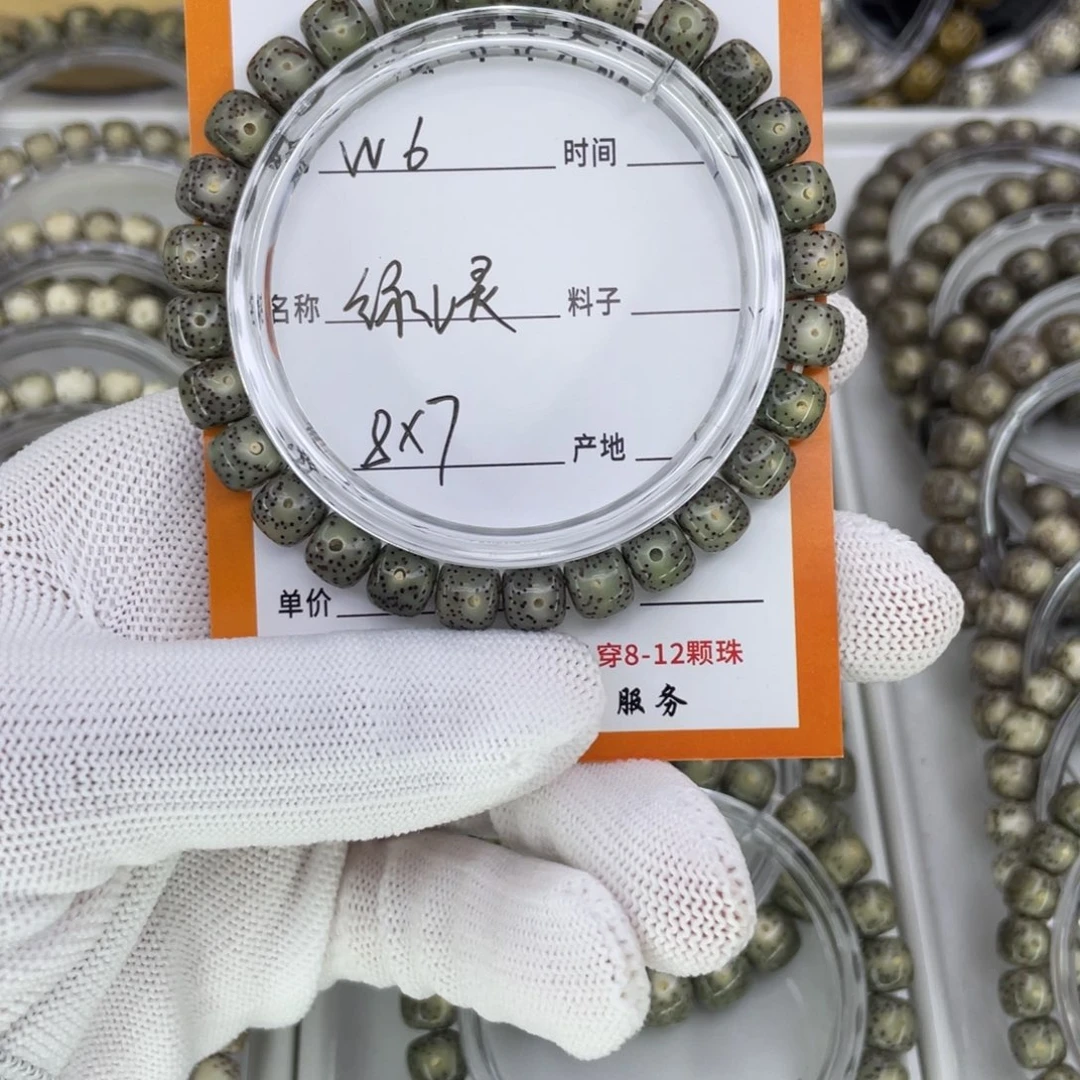 W6 时间
名称 绿灵 料子
8X7 产地
单价
穿8-12颗珠
服务